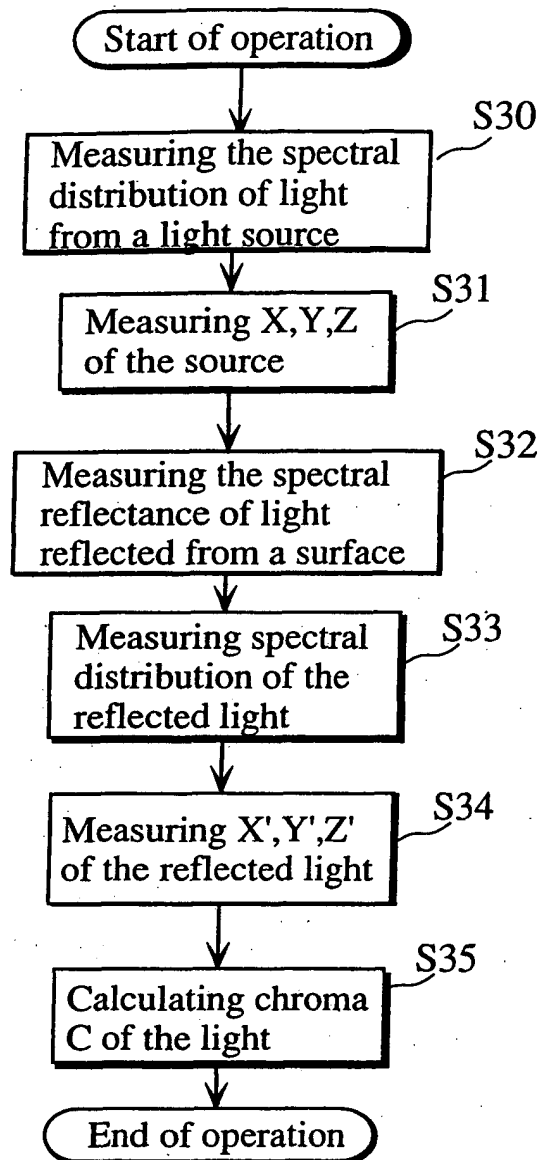 Start of operation
S30
Measuring the spectral
distribution of light
from a light source
S31
Measuring X,Y,Z
of the source
S32
Measuring the spectral
reflectance of light
reflected from a surface
S33
Measuring spectral
distribution of the
reflected light
S34
Measuring X',Y',Z'
of the reflected light
S35
Calculating chroma
C of the light
End of operation